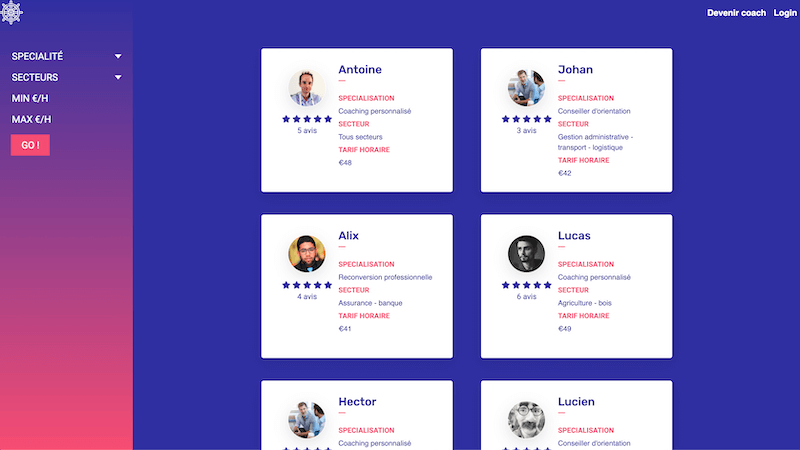 Devenir coach Login
SPECIALITÉ
SECTEURS
MIN €/H
MAX €/H
GO !
Antoine
SPECIALISATION
Coaching personnalisé
SECTEUR
Tous secteurs
TARIF HORAIRE
€48
5 avis
Johan
SPECIALISATION
Conseiller d'orientation
SECTEUR
Gestion administrative -
transport - logistique
TARIF HORAIRE
€42
3 avis
Alix
SPECIALISATION
Reconversion professionnelle
SECTEUR
Assurance - banque
TARIF HORAIRE
€41
4 avis
Lucas
SPECIALISATION
Coaching personnalisé
SECTEUR
Agriculture - bois
TARIF HORAIRE
€49
6 avis
Hector
SPECIALISATION
Coaching personnalisé
Lucien
SPECIALISATION
Conseiller d'orientation